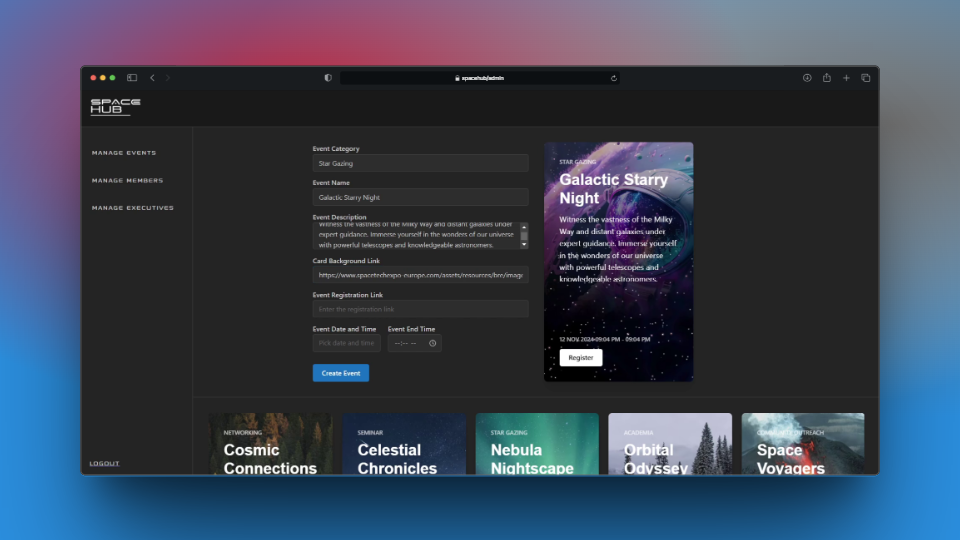 spacehub/admin
SPACE
HUB
MANAGE EVENTS
MANAGE MEMBERS
MANAGE EXECUTIVES
LOGOUT
Event Category
Star Gazing
Event Name
Galactic Starry Night
Event Description
Witness the vastness of the Milky Way and distant galaxies under
expert guidance. Immerse yourself in the wonders of our universe
with powerful telescopes and knowledgeable astronomers.
Card Background Link
https://www.spacetechexpo-europe.com/assets/resources/bre/image
Event Registration Link
Enter the registration link
Event Date and Time
Event End Time
Pick date and time
--:-- --
Create Event
STAR GAZING
Galactic Starry
Night
Witness the vastness of the Milky
Way and distant galaxies under
expert guidance. Immerse yourself
in the wonders of our universe
with powerful telescopes and
knowledgeable astronomers.
12 NOV 2024 09:04 PM - 09:04 PM
Register
NETWORKING
Cosmic
Connections
SEMINAR
Celestial
Chronicles
STAR GAZING
Nebula
Nightscape
ACADEMIA
Orbital
Odyssey
COMMUNITY OUTREACH
Space
Voyagers